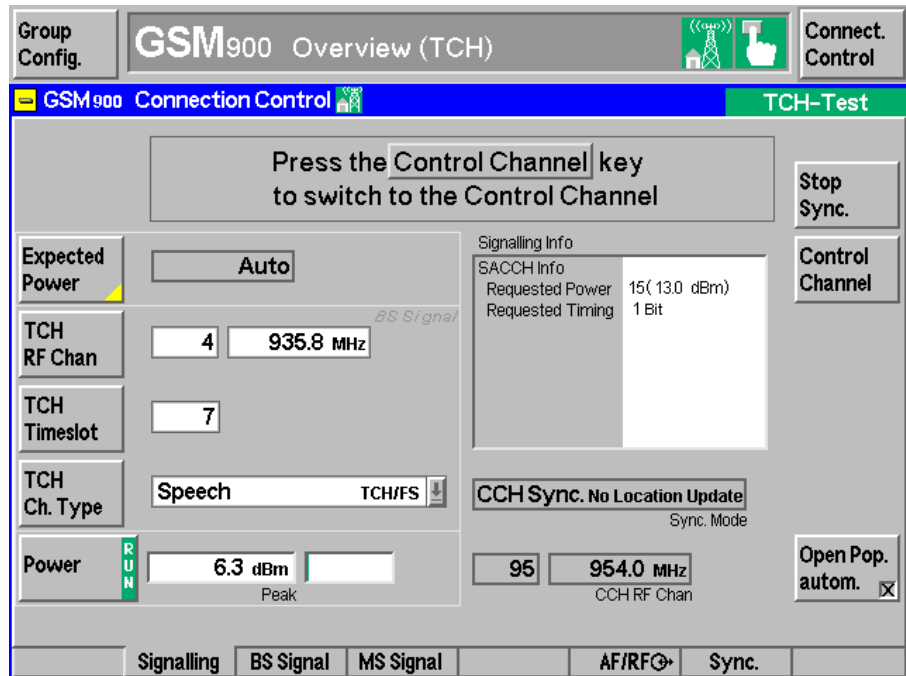 Group
Config.
GSM900 Overview (TCH)
Connect.
Control
GSM900 Connection Control
TCH-Test
Press the Control Channel key
to switch to the Control Channel
Stop
Sync.
Expected
Power
Auto
Signalling Info
SACCH Info
Requested Power 15( 13.0 dBm)
Requested Timing 1 Bit
Control
Channel
BS Signal
TCH
RF Chan
4 935.8 MHz
TCH
Timeslot
7
TCH
Ch. Type
Speech TCH/FS
CCH Sync. No Location Update
Sync. Mode
Power
RUN
6.3 dBm
Peak
95 954.0 MHz
CCH RF Chan
Open Pop.
autom. X
Signalling BS Signal MS Signal AF/RF Sync.